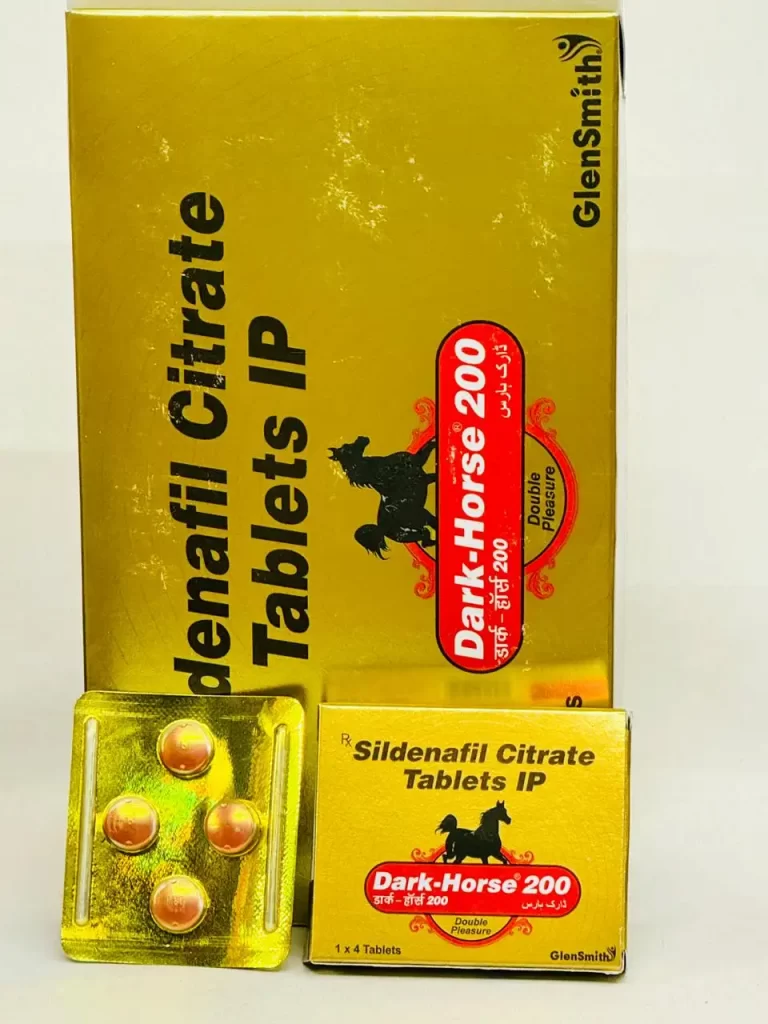 GlenSmith
denafil Citrate
Tablets IP
Dark-Horse® 200
डार्क - हॉर्स 200
ڈارک ہارس
Double
Pleasure
S
Rx
Sildenafil Citrate
Tablets IP
Dark-Horse® 200
डार्क - हॉर्स 200
ڈارک ہارس
Double
Pleasure
1 x 4 Tablets
GlenSmith